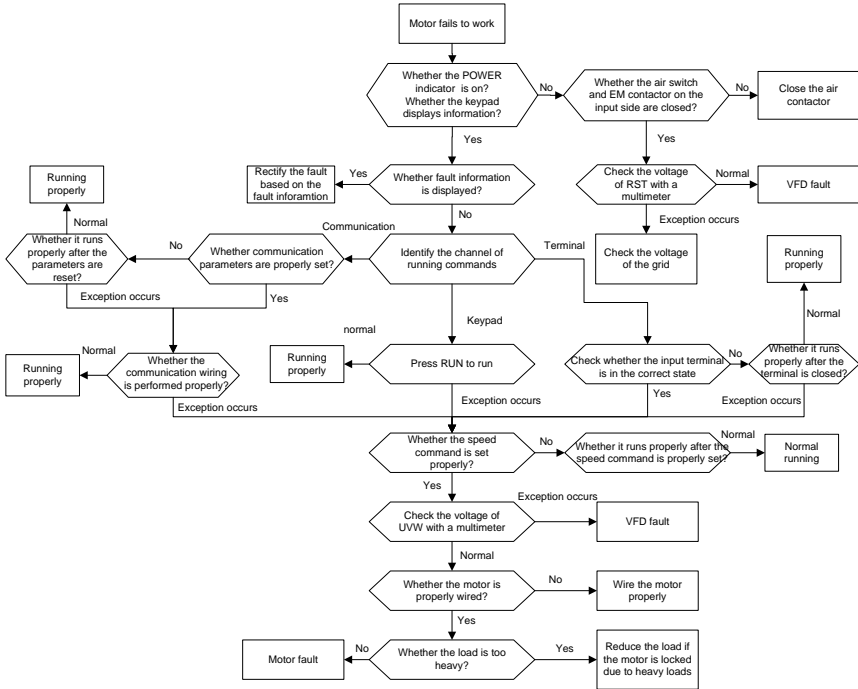 Motor fails to work
Whether the POWER
indicator is on?
Whether the keypad
displays information?
No
Whether the air switch
and EM contactor on the
input side are closed?
No
Close the air
contactor
Yes
Yes
Running
properly
Rectify the fault
based on the
fault inforamtion
Yes
Whether fault information
is displayed?
Check the voltage
of RST with a
multimeter
Normal
VFD fault
Normal
No
Exception occurs
Communication
Whether it runs
properly after the
parameters are
reset?
No
Whether communication
parameters are properly set?
Identify the channel of
running commands
Terminal
Check the voltage
of the grid
Running
properly
Exception occurs
Yes
Keypad
Normal
normal
Running
properly
Normal
Whether the
communication wiring
is performed properly?
Running
properly
Press RUN to run
Check whether the input terminal
is in the correct state
No
Whether it runs
properly after the
terminal is closed?
Exception occurs
Exception occurs
Yes
Exception occurs
Whether the speed
command is set
properly?
No
Whether it runs properly after the
speed command is properly set?
Normal
Normal
running
Yes
Exception occurs
Check the voltage of
UVW with a multimeter
VFD fault
Normal
Whether the motor is
properly wired?
No
Wire the motor
properly
Yes
Motor fault
No
Whether the load is too
heavy?
Yes
Reduce the load if
the motor is locked
due to heavy loads